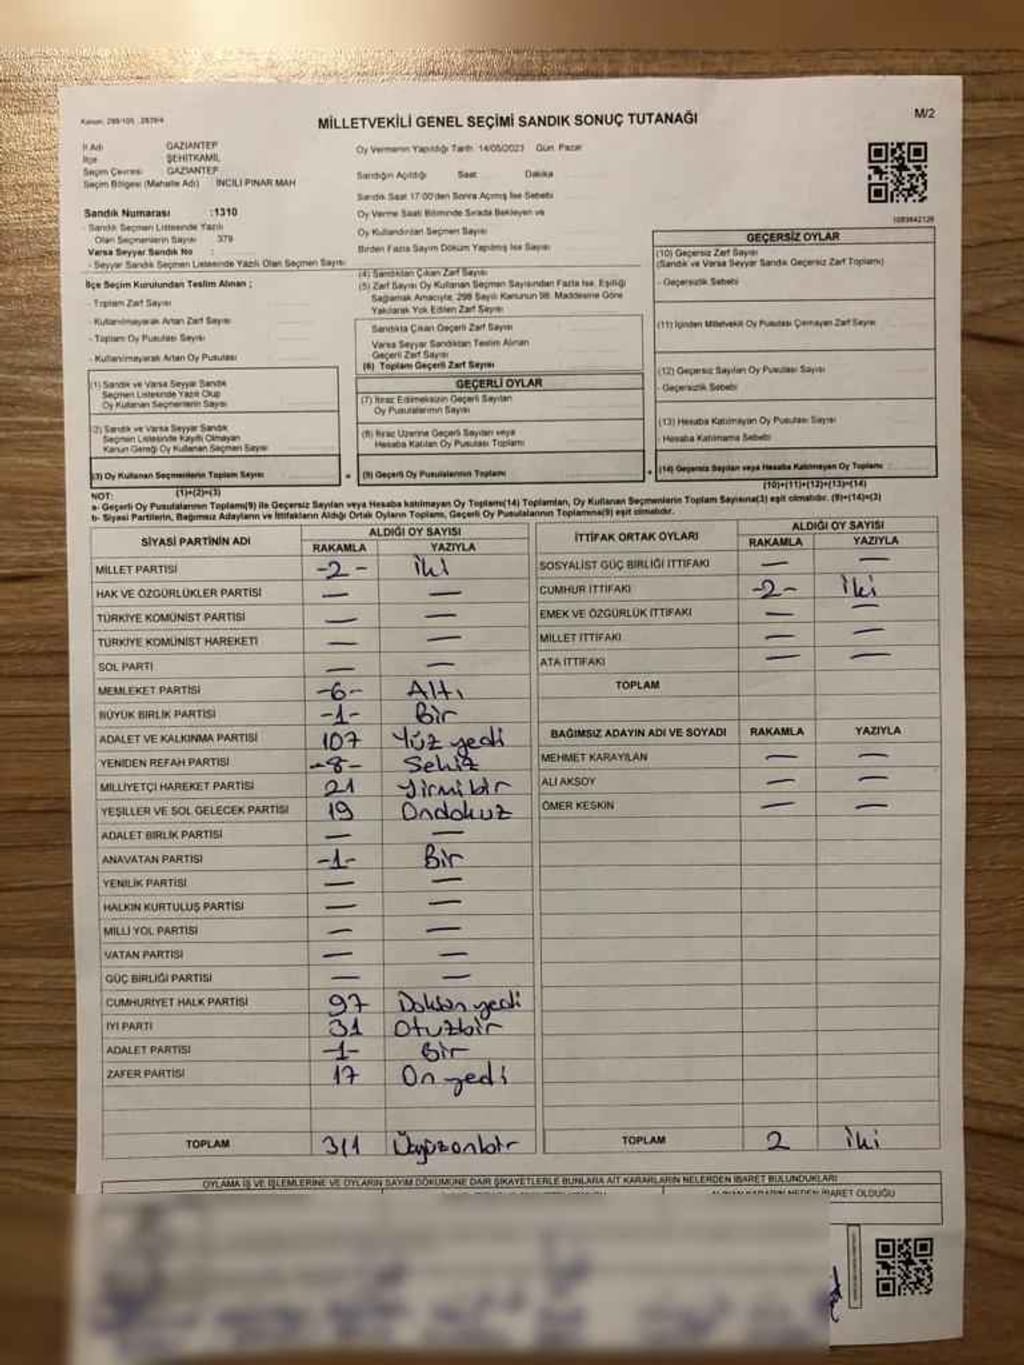 Kanun: 298/105 , 2839/4
MİLLETVEKİLİ GENEL SEÇİMİ SANDIK SONUÇ TUTANAĞI
M/2
İl Adı GAZİANTEP
İlçe ŞEHİTKAMİL
Seçim Çevresi GAZİANTEP
Seçim Bölgesi (Mahalle Adı) İNCİLİ PINAR MAH
Sandık Numarası :1310
- Sandık Seçmen Listesinde Yazılı
Olan Seçmenlerin Sayısı 379
Varsa Seyyar Sandık No :
- Seyyar Sandık Seçmen Listesinde Yazılı Olan Seçmen Sayısı
İlçe Seçim Kurulundan Teslim Alınan ;
- Toplam Zarf Sayısı
- Kullanılmayarak Artan Zarf Sayısı
- Toplam Oy Pusulası Sayısı
- Kullanılmayarak Artan Oy Pusulası
Oy Vermenin Yapıldığı Tarih 14/05/2023 Gün: Pazar
Sandığın Açıldığı Saat Dakika
Sandık Saat 17:00'den Sonra Açılmış İse Sebebi
Oy Verme Saati Bitiminde Sırada Bekleyen ve
Oy Kullandırılan Seçmen Sayısı
Birden Fazla Sayım Döküm Yapılmış İse Sayısı
(4) Sandıktan Çıkan Zarf Sayısı
(5) Zarf Sayısı Oy Kullanan Seçmen Sayısından Fazla İse, Eşitliği
Sağlamak Amacıyla, 298 Sayılı Kanunun 98. Maddesine Göre
Yakılarak Yok Edilen Zarf Sayısı
Sandıkta Çıkan Geçerli Zarf Sayısı
Varsa Seyyar Sandıktan Teslim Alınan
Geçerli Zarf Sayısı
(6) Toplam Geçerli Zarf Sayısı
1083842126
GEÇERSİZ OYLAR
(10) Geçersiz Zarf Sayısı
(Sandık ve Varsa Seyyar Sandık Geçersiz Zarf Toplamı)
- Geçersizlik Sebebi
(11) İçinden Milletvekili Oy Pusulası Çıkmayan Zarf Sayısı
(12) Geçersiz Sayılan Oy Pusulası Sayısı
- Geçersizlik Sebebi
(13) Hesaba Katılmayan Oy Pusulası Sayısı
- Hesaba Katılmama Sebebi
(14) Geçersiz Sayılan veya Hesaba Katılmayan Oy Toplamı
(10)+(11)+(12)+(13)=(14)
(1) Sandık ve Varsa Seyyar Sandık
Seçmen Listesinde Yazılı Olup
Oy Kullanan Seçmenlerin Sayısı
(2) Sandık ve Varsa Seyyar Sandık
Seçmen Listesinde Kayıtlı Olmayan
Kanun Gereği Oy Kullanan Seçmen Sayısı
(3) Oy Kullanan Seçmenlerin Toplam Sayısı
(1)+(2)=(3)
GEÇERLİ OYLAR
(7) İtiraz Edilmeksizin Geçerli Sayılan
Oy Pusulalarının Sayısı
(8) İtiraz Üzerine Geçerli Sayılan veya
Hesaba Katılan Oy Pusulası Toplamı
(9) Geçerli Oy Pusulalarının Toplamı
NOT:
a- Geçerli Oy Pusulaları Toplamı(9) ile Geçersiz Sayılan veya Hesaba katılmayan Oy Toplamı(14) Toplamları, Oy Kullanan Seçmenlerin Toplam Sayısına(3) eşit olmalıdır. (9)+(14)=(3)
b- Siyasi Partilerin, Bağımsız Adayların ve İttifakların Aldığı Ortak Oyların Toplamı, Geçerli Oy Pusulalarının Toplamına(9) eşit olmalıdır.
SİYASİ PARTİNİN ADI ALDIĞI OY SAYISI
RAKAMLA YAZIYLA
MİLLET PARTİSİ -2- İki
HAK VE ÖZGÜRLÜKLER PARTİSİ — —
TÜRKİYE KOMÜNİST PARTİSİ — —
TÜRKİYE KOMÜNİST HAREKETİ — —
SOL PARTİ — —
MEMLEKET PARTİSİ -6- Altı
BÜYÜK BİRLİK PARTİSİ -1- Bir
ADALET VE KALKINMA PARTİSİ 107 Yüz yedi
YENİDEN REFAH PARTİSİ -8- Sekiz
MİLLİYETÇİ HAREKET PARTİSİ 21 Yirmibir
YEŞİLLER VE SOL GELECEK PARTİSİ 19 Ondokuz
ADALET BİRLİK PARTİSİ — —
ANAVATAN PARTİSİ -1- Bir
YENİLİK PARTİSİ — —
HALKIN KURTULUŞ PARTİSİ — —
MİLLİ YOL PARTİSİ — —
VATAN PARTİSİ — —
GÜÇ BİRLİĞİ PARTİSİ — —
CUMHURİYET HALK PARTİSİ 97 Doksan yedi
İYİ PARTİ 31 Otuzbir
ADALET PARTİSİ -1- Bir
ZAFER PARTİSİ 17 On yedi
TOPLAM 311 Üçyüzonbir
İTTİFAK ORTAK OYLARI ALDIĞI OY SAYISI
RAKAMLA YAZIYLA
SOSYALİST GÜÇ BİRLİĞİ İTTİFAKI — —
CUMHUR İTTİFAKI -2- İki
EMEK VE ÖZGÜRLÜK İTTİFAKI — —
MİLLET İTTİFAKI — —
ATA İTTİFAKI — —
TOPLAM
BAĞIMSIZ ADAYIN ADI VE SOYADI RAKAMLA YAZIYLA
MEHMET KARAYILAN — —
ALİ AKSOY — —
ÖMER KESKİN — —
TOPLAM 2 İki
OYLAMA İŞ VE İŞLEMLERİNE VE OYLARIN SAYIM DÖKÜMÜNE DAİR ŞİKAYETLERLE BUNLARA AİT KARARLARIN NELERDEN İBARET BULUNDUKLARI
İBARET OLDUĞU